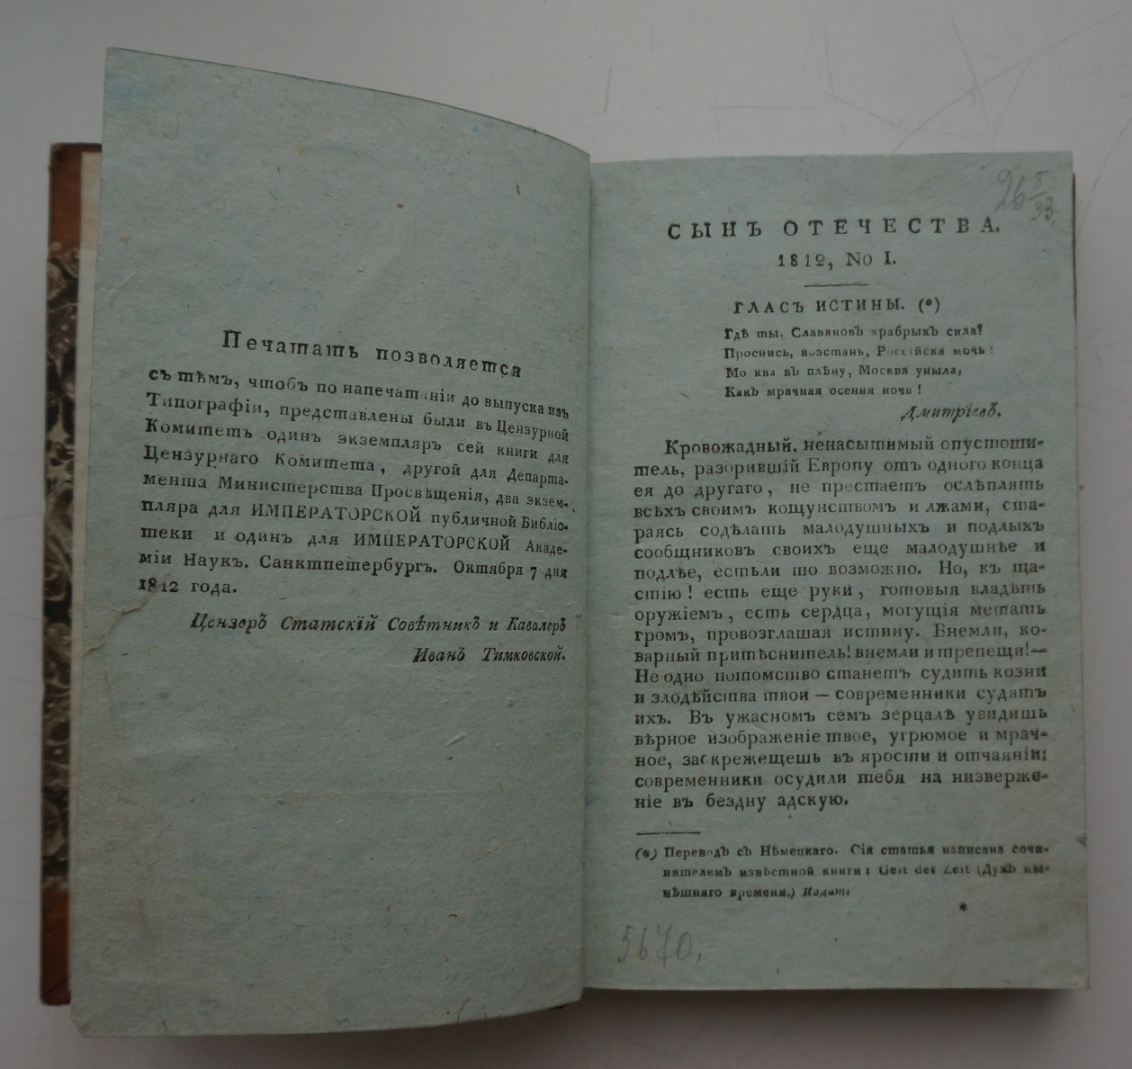 Печатать позволяется
съ тѣмъ, чтобъ по напечатаніи до выпуска изъ
Типографіи, представлены были въ Цензурной
Комитетъ одинъ экземпляръ сей книги для
Цензурнаго Комитета, другой для Департа-
мента Министерства Просвѣщенія, два экзем-
пляра для ИМПЕРАТОРСКОЙ публичной Библіо-
теки и одинъ для ИМПЕРАТОРСКОЙ Акаде-
міи Наукъ. Санктпетербургъ. Октября 7 дня
1812 года.
Цензоръ Статскій Совѣтникъ и Кавалеръ
Иванъ Тимковской.
26 5/93.
СЫНЪ ОТЕЧЕСТВА.
1812, No I.
ГЛАСЪ ИСТИНЫ. (*)
Гдѣ ты, Славяновъ храбрыхъ сила?
Проснись, возстань, Россійска мочь!
Москва въ плѣну, Москва уныла,
Какъ мрачная осення ночь!
Дмитріевъ.
Кровожадный, ненасытимый опустоши-
тель, разорившій Европу отъ одного конца
ея до другаго, не престаетъ ослѣплять
всѣхъ своимъ кощунствомъ и лжами, ста-
раясь содѣлать малодушныхъ и подлыхъ
сообщниковъ своихъ еще малодушнѣе и
подлѣе, естьли то возможно. Но, къ ща-
стію! есть еще руки, готовыя владѣть
оружіемъ, есть сердца, могущія метать
громъ, провозглашая истину. Внемли, ко-
варный притѣснитель! внемли и трепещи!—
Не одно потомство станетъ судить козни
и злодѣйства твои — современники судятъ
ихъ. Въ ужасномъ семъ зерцалѣ увидишь
вѣрное изображеніе твое, угрюмое и мрач-
ное, заскрежещешь въ ярости и отчаяніи:
современники осудили тебя на низверже-
ніе въ бездну адскую.
(*) Переводъ съ Нѣмецкаго. Сія статья написана сочи-
нителемъ извѣстной книги: Geist der Zeit (Духъ ны-
нѣшняго времени.) Издат.
*
5670.